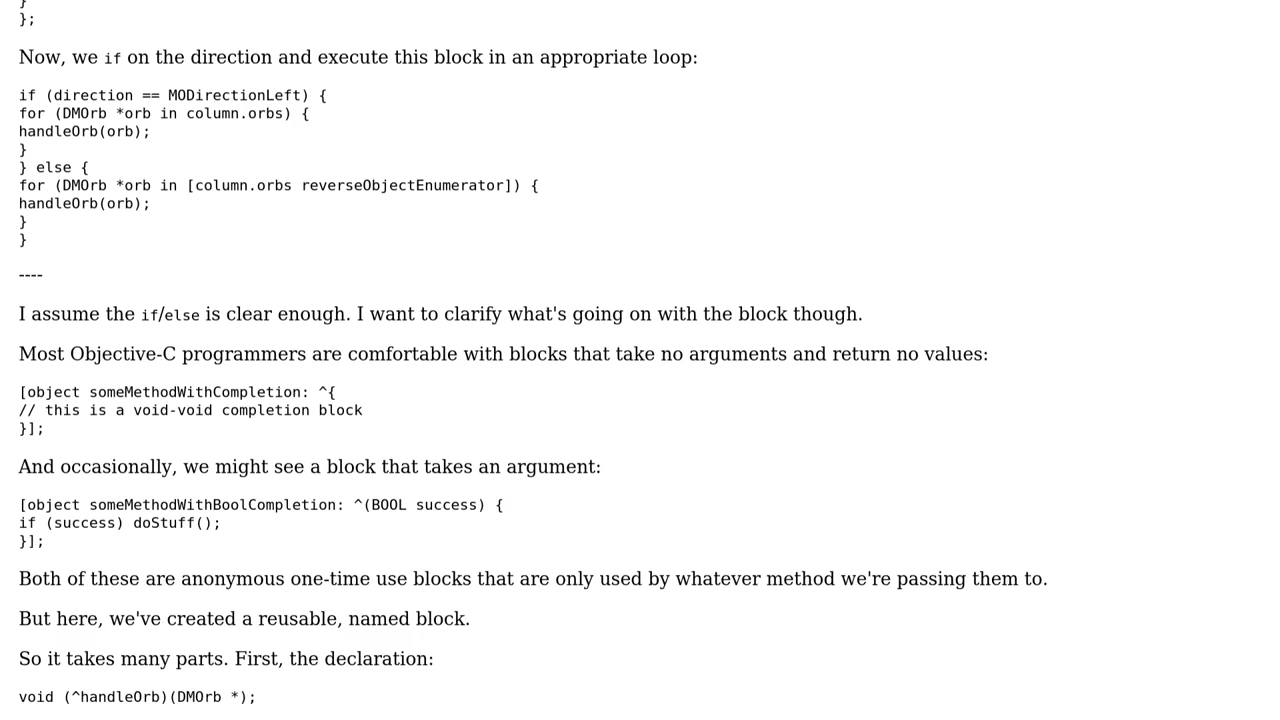 }
};
Now, we if on the direction and execute this block in an appropriate loop:
if (direction == MODirectionLeft) {
for (DMOrb *orb in column.orbs) {
handleOrb(orb);
}
} else {
for (DMOrb *orb in [column.orbs reverseObjectEnumerator]) {
handleOrb(orb);
}
}
----
I assume the if/else is clear enough. I want to clarify what's going on with the block though.
Most Objective-C programmers are comfortable with blocks that take no arguments and return no values:
[object someMethodWithCompletion: ^{
// this is a void-void completion block
}];
And occasionally, we might see a block that takes an argument:
[object someMethodWithBoolCompletion: ^(BOOL success) {
if (success) doStuff();
}];
Both of these are anonymous one-time use blocks that are only used by whatever method we're passing them to.
But here, we've created a reusable, named block.
So it takes many parts. First, the declaration:
void (^handleOrb)(DMOrb *);